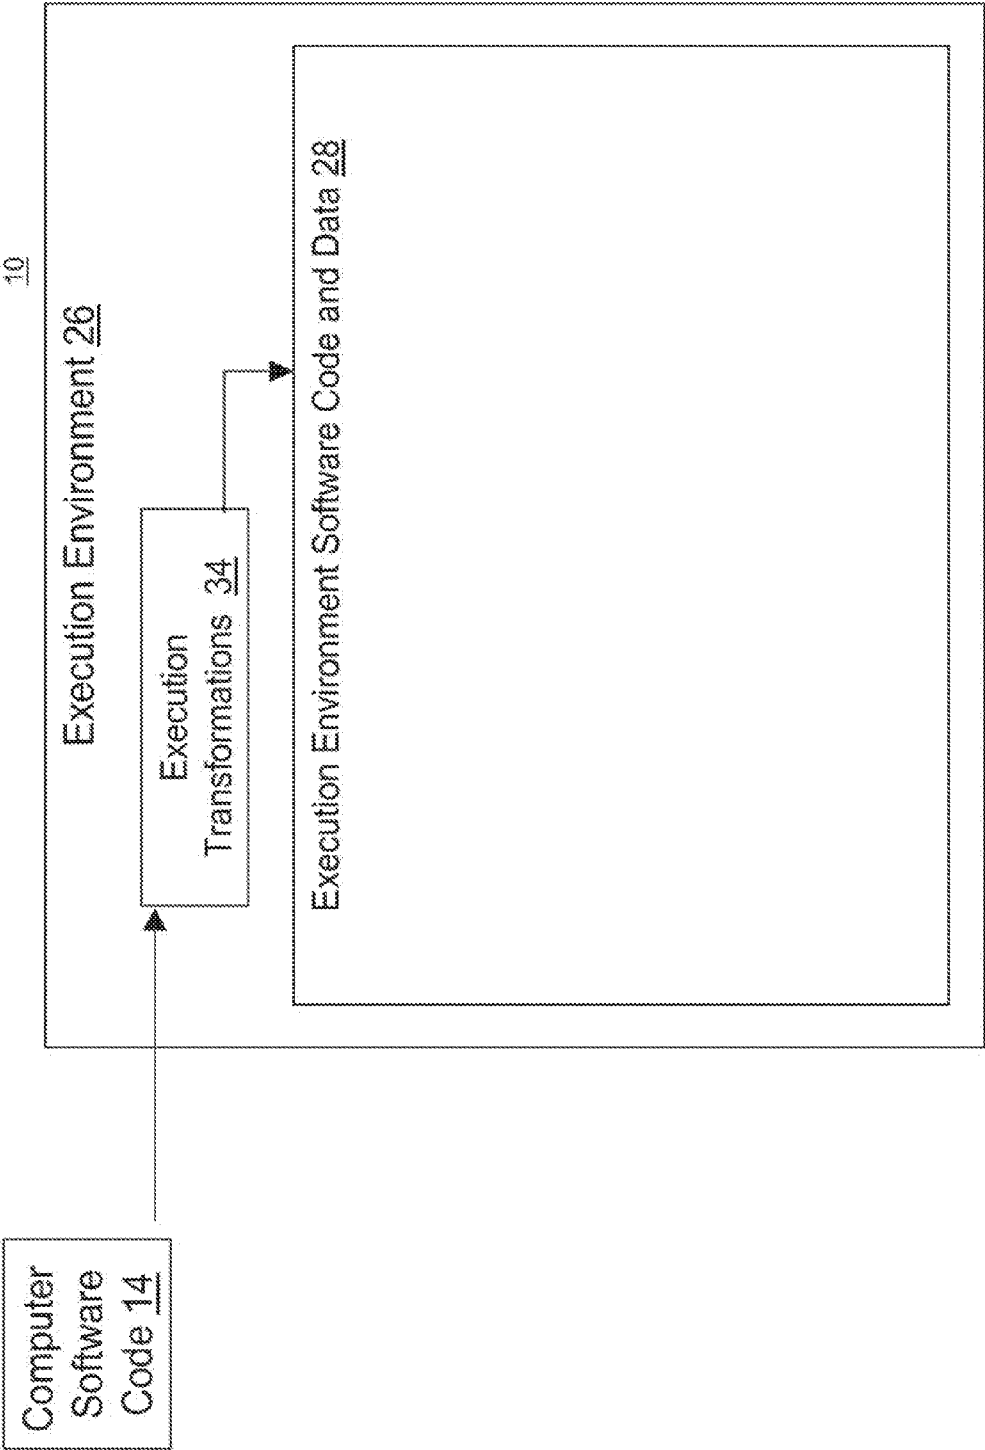 10
Execution Environment 26
Computer
Software
Code 14
Execution
Transformations 34
Execution Environment Software Code and Data 28